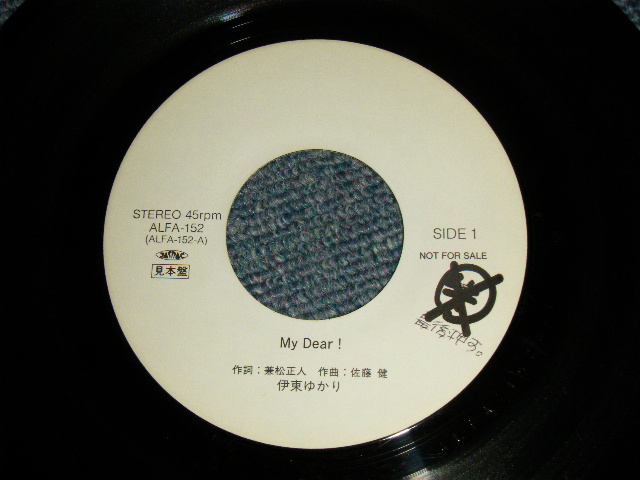 STEREO 45rpm
ALFA-152
(ALFA-152-A)
見本盤
SIDE 1
NOT FOR SALE
My Dear !
作詞:兼松正人 作曲:佐藤 健
伊東ゆかり